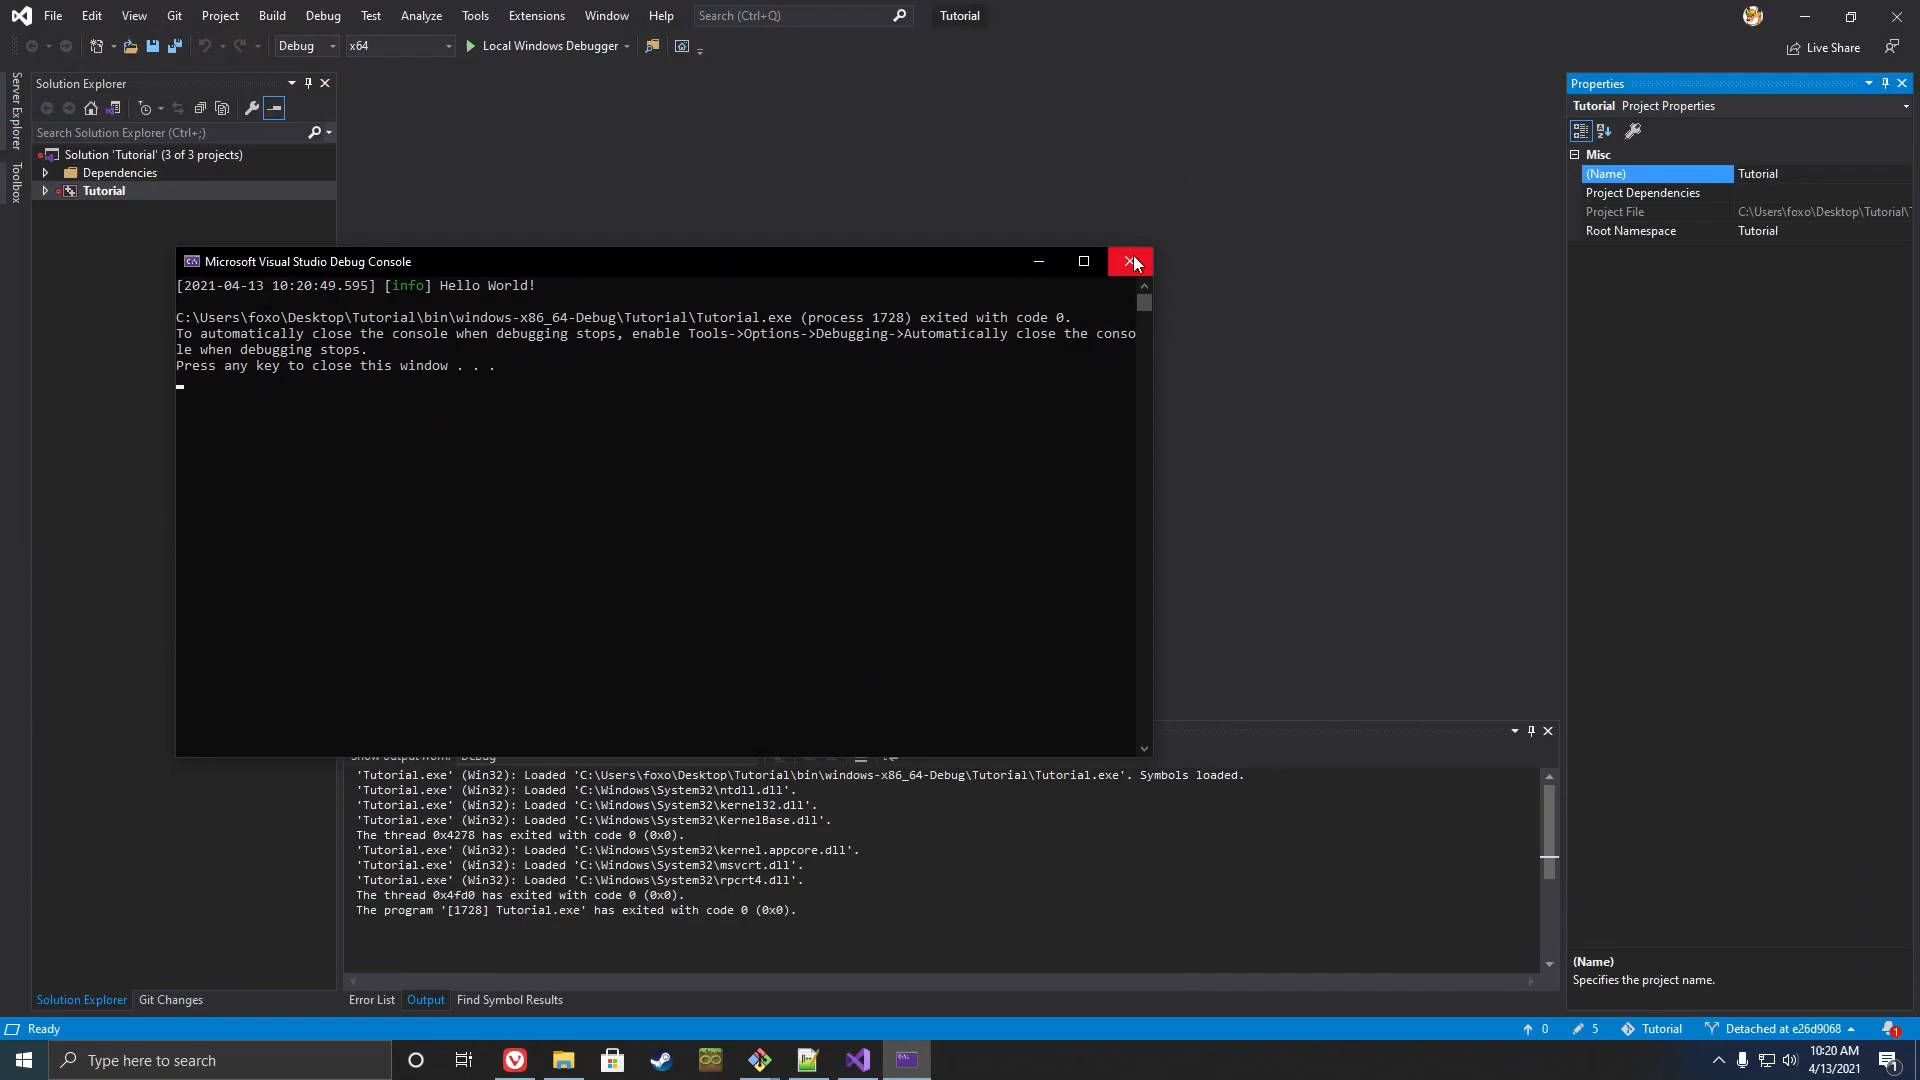 File Edit View Git Project Build Debug Test Analyze Tools Extensions Window Help Search (Ctrl+Q) Tutorial
Debug x64 Local Windows Debugger Live Share
Server Explorer
Toolbox
Solution Explorer
Search Solution Explorer (Ctrl+;)
Solution 'Tutorial' (3 of 3 projects)
Dependencies
Tutorial
Microsoft Visual Studio Debug Console
[2021-04-13 10:20:49.595] [info] Hello World!
C:\Users\foxo\Desktop\Tutorial\bin\windows-x86_64-Debug\Tutorial\Tutorial.exe (process 1728) exited with code 0.
To automatically close the console when debugging stops, enable Tools->Options->Debugging->Automatically close the conso
le when debugging stops.
Press any key to close this window . . .
Properties
Tutorial Project Properties
Misc
(Name) Tutorial
Project Dependencies
Project File C:\Users\foxo\Desktop\Tutorial\
Root Namespace Tutorial
(Name)
Specifies the project name.
Show output from: Debug
'Tutorial.exe' (Win32): Loaded 'C:\Users\foxo\Desktop\Tutorial\bin\windows-x86_64-Debug\Tutorial\Tutorial.exe'. Symbols loaded.
'Tutorial.exe' (Win32): Loaded 'C:\Windows\System32\ntdll.dll'.
'Tutorial.exe' (Win32): Loaded 'C:\Windows\System32\kernel32.dll'.
'Tutorial.exe' (Win32): Loaded 'C:\Windows\System32\KernelBase.dll'.
The thread 0x4278 has exited with code 0 (0x0).
'Tutorial.exe' (Win32): Loaded 'C:\Windows\System32\kernel.appcore.dll'.
'Tutorial.exe' (Win32): Loaded 'C:\Windows\System32\msvcrt.dll'.
'Tutorial.exe' (Win32): Loaded 'C:\Windows\System32\rpcrt4.dll'.
The thread 0x4fd0 has exited with code 0 (0x0).
The program '[1728] Tutorial.exe' has exited with code 0 (0x0).
Solution Explorer Git Changes
Error List Output Find Symbol Results
Ready 0 5 Tutorial Detached at e26d9068 1
Type here to search
10:20 AM
4/13/2021
1